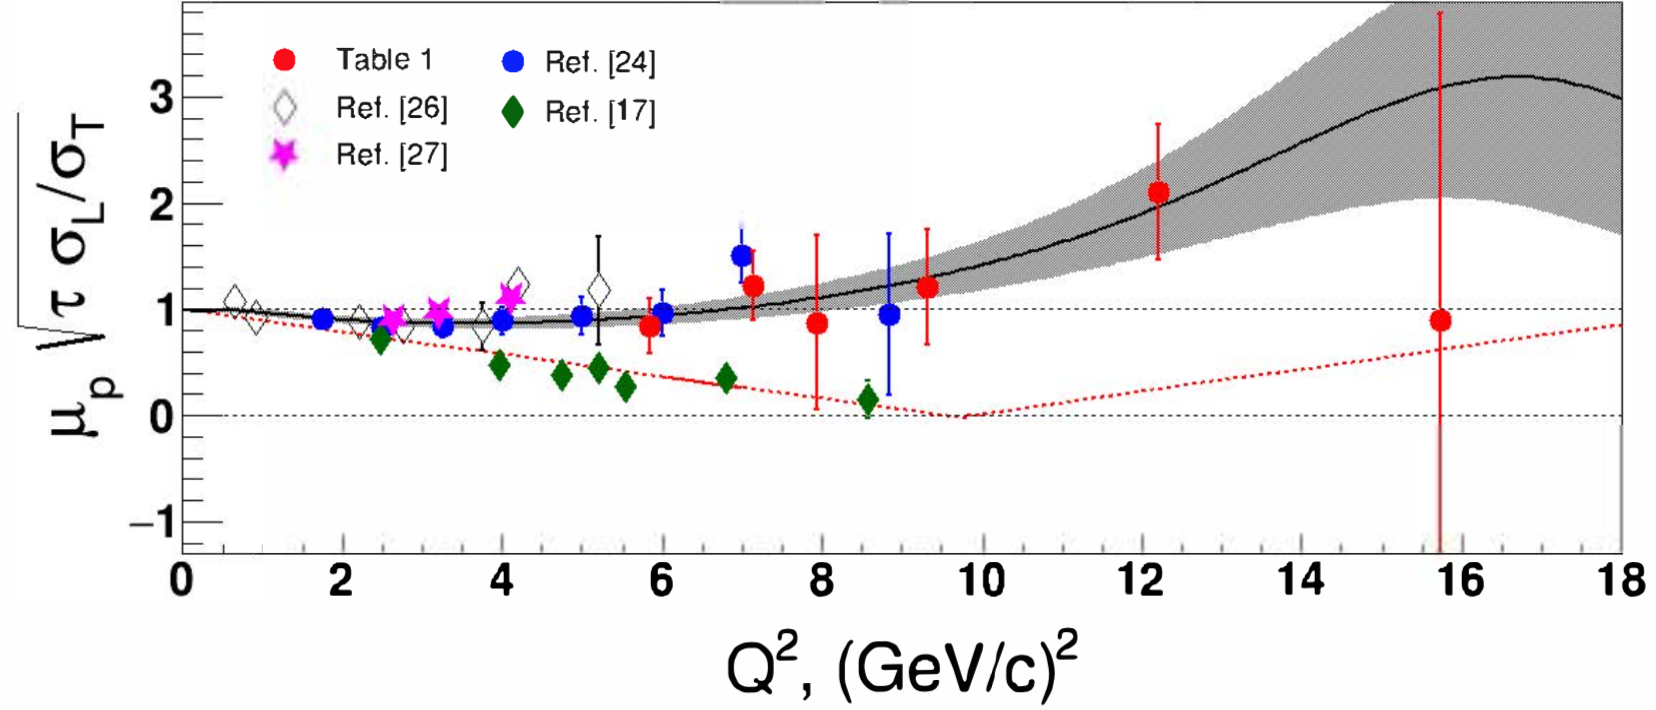 Table 1
Ref. [24]
Ref. [26]
Ref. [17]
Ref. [27]
μp √τ σL/σT
3
2
1
0
−1
0 2 4 6 8 10 12 14 16 18
Q², (GeV/c)²